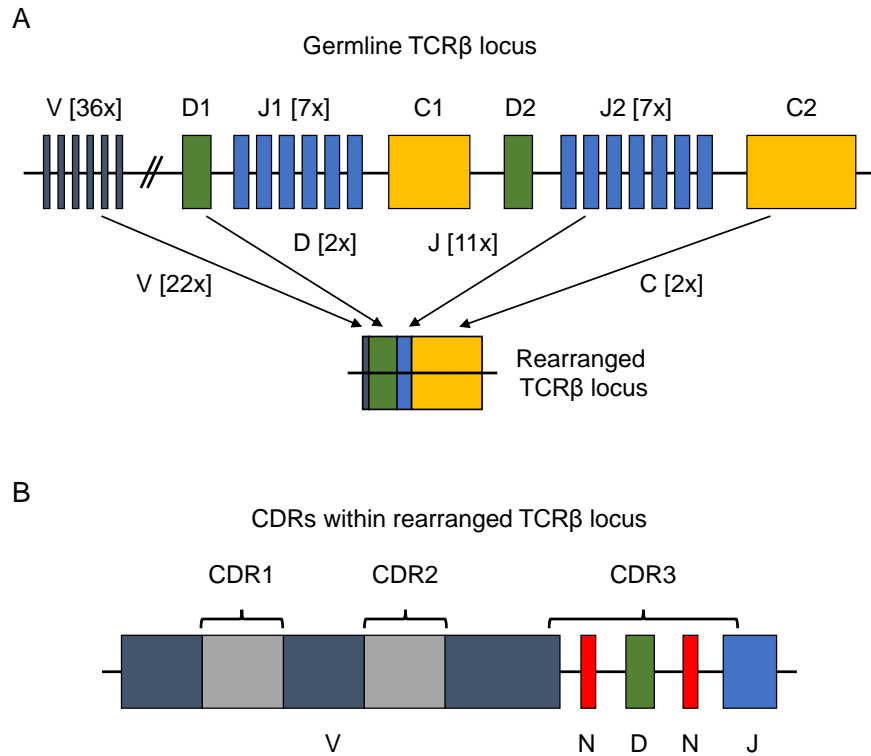 A
Germline TCRβ locus
V [36x] D1 J1 [7x] C1 D2 J2 [7x] C2
D [2x] J [11x]
V [22x] C [2x]
Rearranged
TCRβ locus
B
CDRs within rearranged TCRβ locus
CDR1 CDR2 CDR3
V N D N J